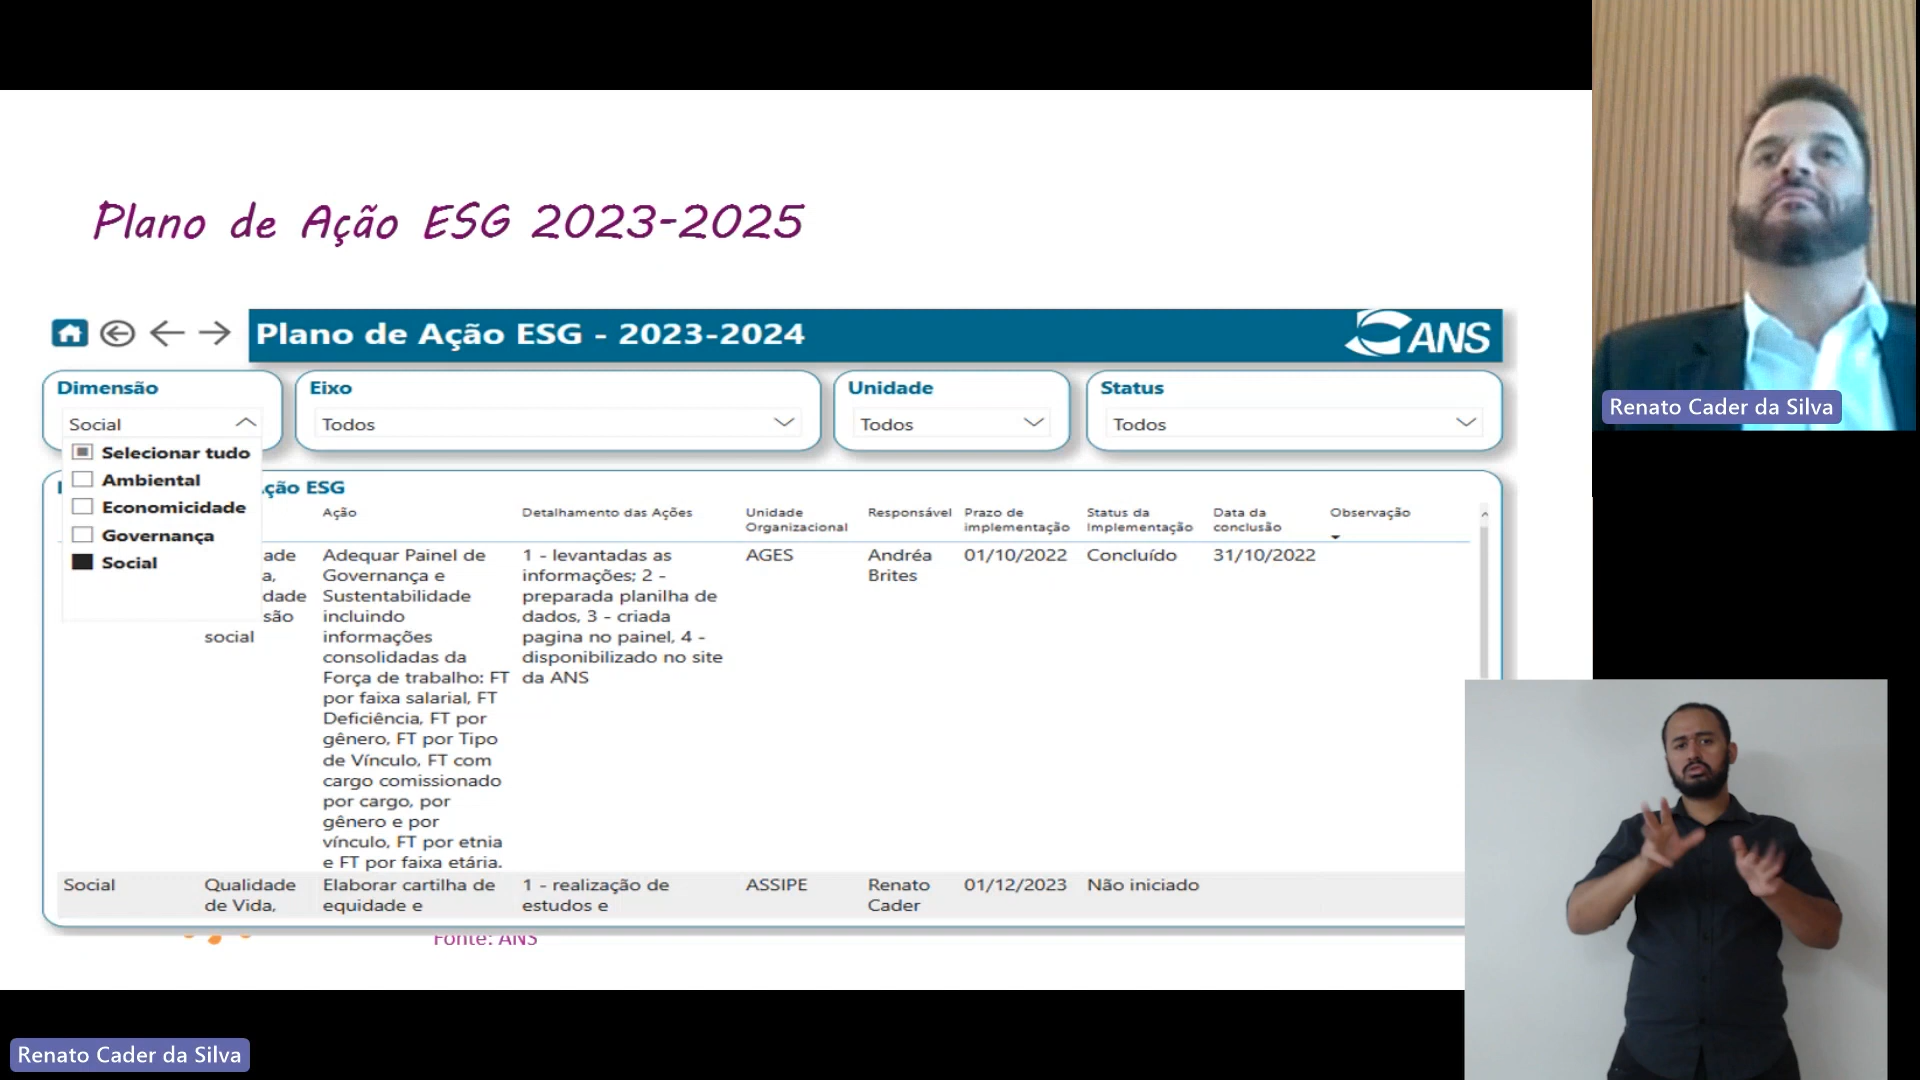 Plano de Ação ESG 2023-2025
Plano de Ação ESG - 2023-2024
ANS
Dimensão
Social
Selecionar tudo
Ambiental
Economicidade
Governança
Social
Eixo
Todos
Unidade
Todos
Status
Todos
ção ESG
Ação
Detalhamento das Ações
Unidade
Organizacional
Responsável
Prazo de
implementação
Status da
Implementação
Data da
conclusão
Observação
ade
a,
dade
são
social
Adequar Painel de
Governança e
Sustentabilidade
incluindo
informações
consolidadas da
Força de trabalho: FT
por faixa salarial, FT
Deficiência, FT por
gênero, FT por Tipo
de Vínculo, FT com
cargo comissionado
por cargo, por
gênero e por
vínculo, FT por etnia
e FT por faixa etária.
1 - levantadas as
informações; 2 -
preparada planilha de
dados, 3 - criada
pagina no painel, 4 -
disponibilizado no site
da ANS
AGES
Andréa
Brites
01/10/2022
Concluído
31/10/2022
Social
Qualidade
de Vida,
Elaborar cartilha de
equidade e
1 - realização de
estudos e
ASSIPE
Renato
Cader
01/12/2023
Não iniciado
Fonte: ANS
Renato Cader da Silva
Renato Cader da Silva